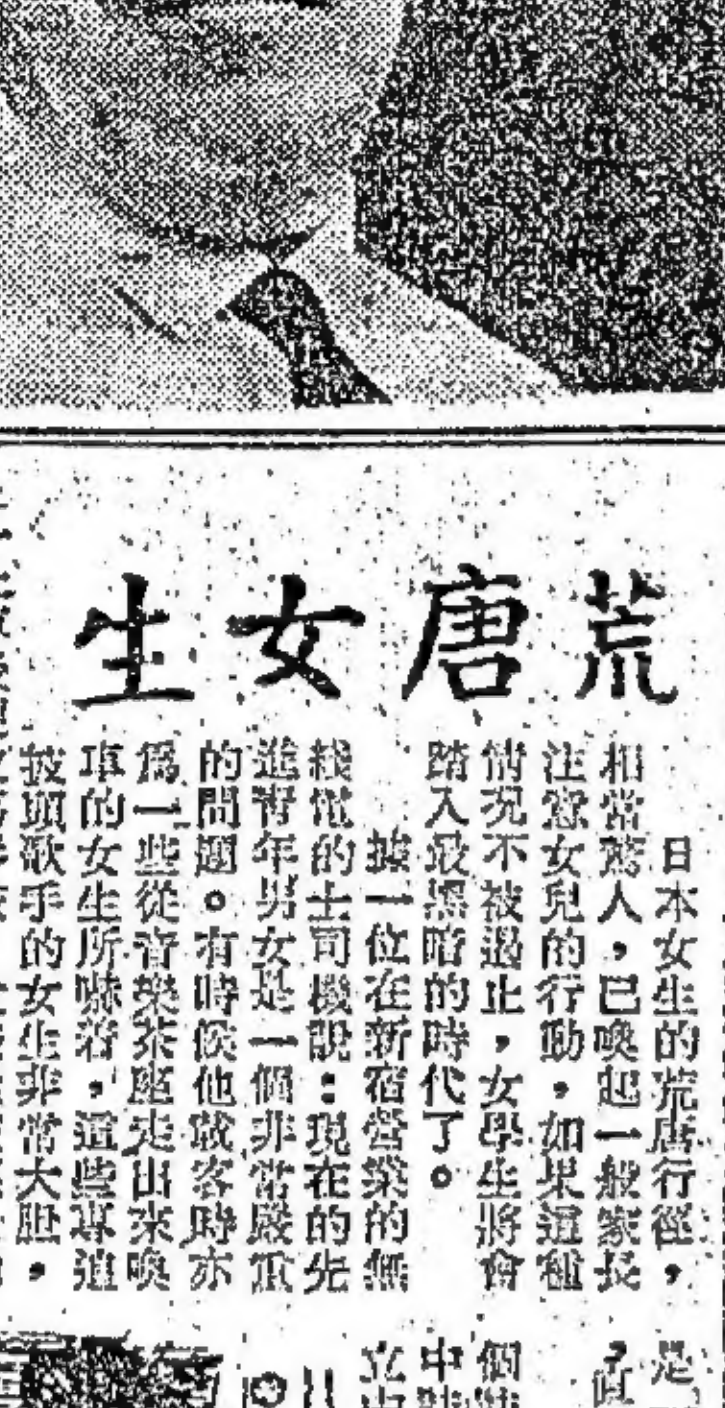 荒唐女生
日本女生的荒唐行徑，
相當驚人，已喚起一般家長
注意女兒的行動，如果這種
情況不被遏止，女學生將會
踏入最黑暗的時代了。
據一位在新宿營業的無
綫電的士司機說：現在的先
進青年男女是一個非常嚴重
的問題。有時候他載客時亦
爲一些從音樂茶座走出來喚
車的女生所嚇着，這些專追
披頭歌手的女生非常大胆，